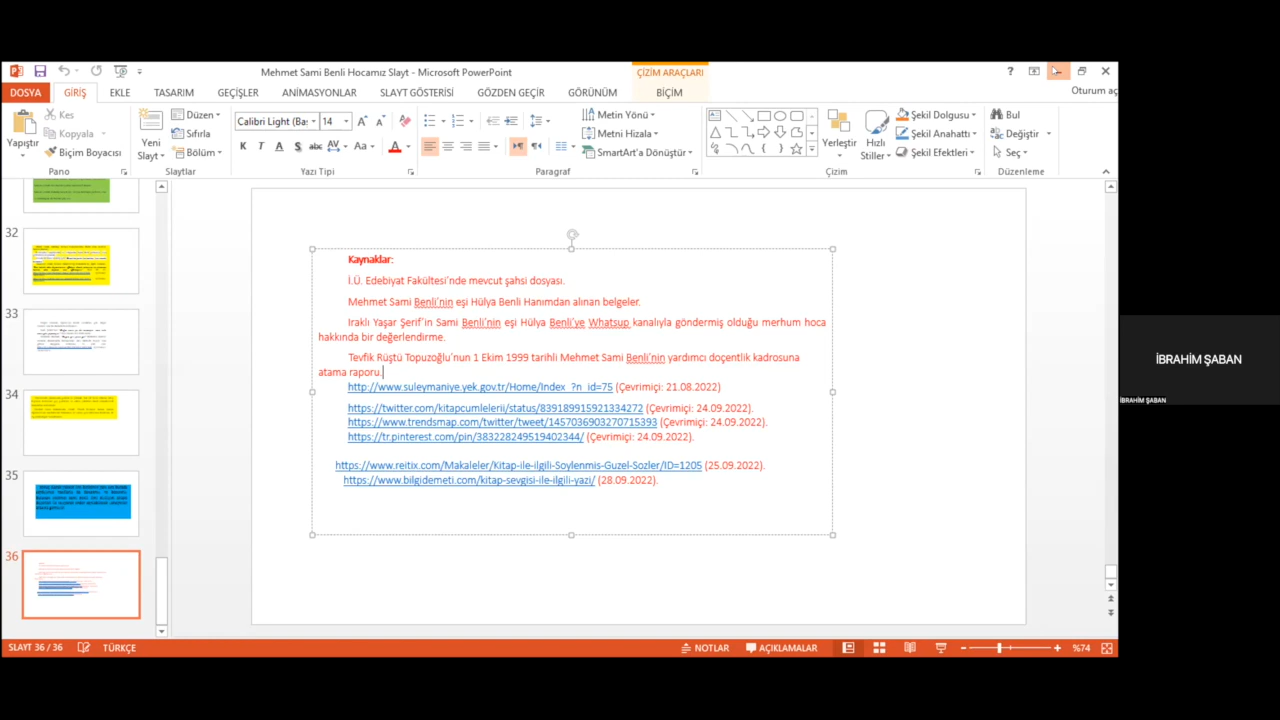 Mehmet Sami Benli Hocamız Slayt - Microsoft PowerPoint
ÇİZİM ARAÇLARI
?
DOSYA GİRİŞ EKLE TASARIM GEÇİŞLER ANİMASYONLAR SLAYT GÖSTERİSİ GÖZDEN GEÇİR GÖRÜNÜM BİÇİM
Oturum aç
Yapıştır
Kes
Kopyala
Biçim Boyacısı
Pano
Yeni
Slayt
Düzen
Sıfırla
Bölüm
Slaytlar
Calibri Light (Baş 14
K T A S abc AV Aa A
Yazı Tipi
Metin Yönü
Metni Hizala
SmartArt'a Dönüştür
Paragraf
Yerleştir
Hızlı
Stiller
Şekil Dolgusu
Şekil Anahattı
Şekil Efektleri
Çizim
Bul
Değiştir
Seç
Düzenleme
32
33
34
35
36
Kaynaklar:
İ.Ü. Edebiyat Fakültesi'nde mevcut şahsi dosyası.
Mehmet Sami Benli'nin eşi Hülya Benli Hanımdan alınan belgeler.
Iraklı Yaşar Şerif'in Sami Benli'nin eşi Hülya Benli'ye Whatsup kanalıyla göndermiş olduğu merhum hoca
hakkında bir değerlendirme.
Tevfik Rüştü Topuzoğlu'nun 1 Ekim 1999 tarihli Mehmet Sami Benli'nin yardımcı doçentlik kadrosuna
atama raporu.
http://www.suleymaniye.yek.gov.tr/Home/Index_?n_id=75 (Çevrimiçi: 21.08.2022)
https://twitter.com/kitapcumlelerii/status/839189915921334272 (Çevrimiçi: 24.09.2022).
https://www.trendsmap.com/twitter/tweet/1457036903270715393 (Çevrimiçi: 24.09.2022).
https://tr.pinterest.com/pin/383228249519402344/ (Çevrimiçi: 24.09.2022).
https://www.reitix.com/Makaleler/Kitap-ile-ilgili-Soylenmis-Guzel-Sozler/ID=1205 (25.09.2022).
https://www.bilgidemeti.com/kitap-sevgisi-ile-ilgili-yazi/ (28.09.2022).
İBRAHİM ŞABAN
İBRAHİM ŞABAN
SLAYT 36 / 36 TÜRKÇE NOTLAR AÇIKLAMALAR %74